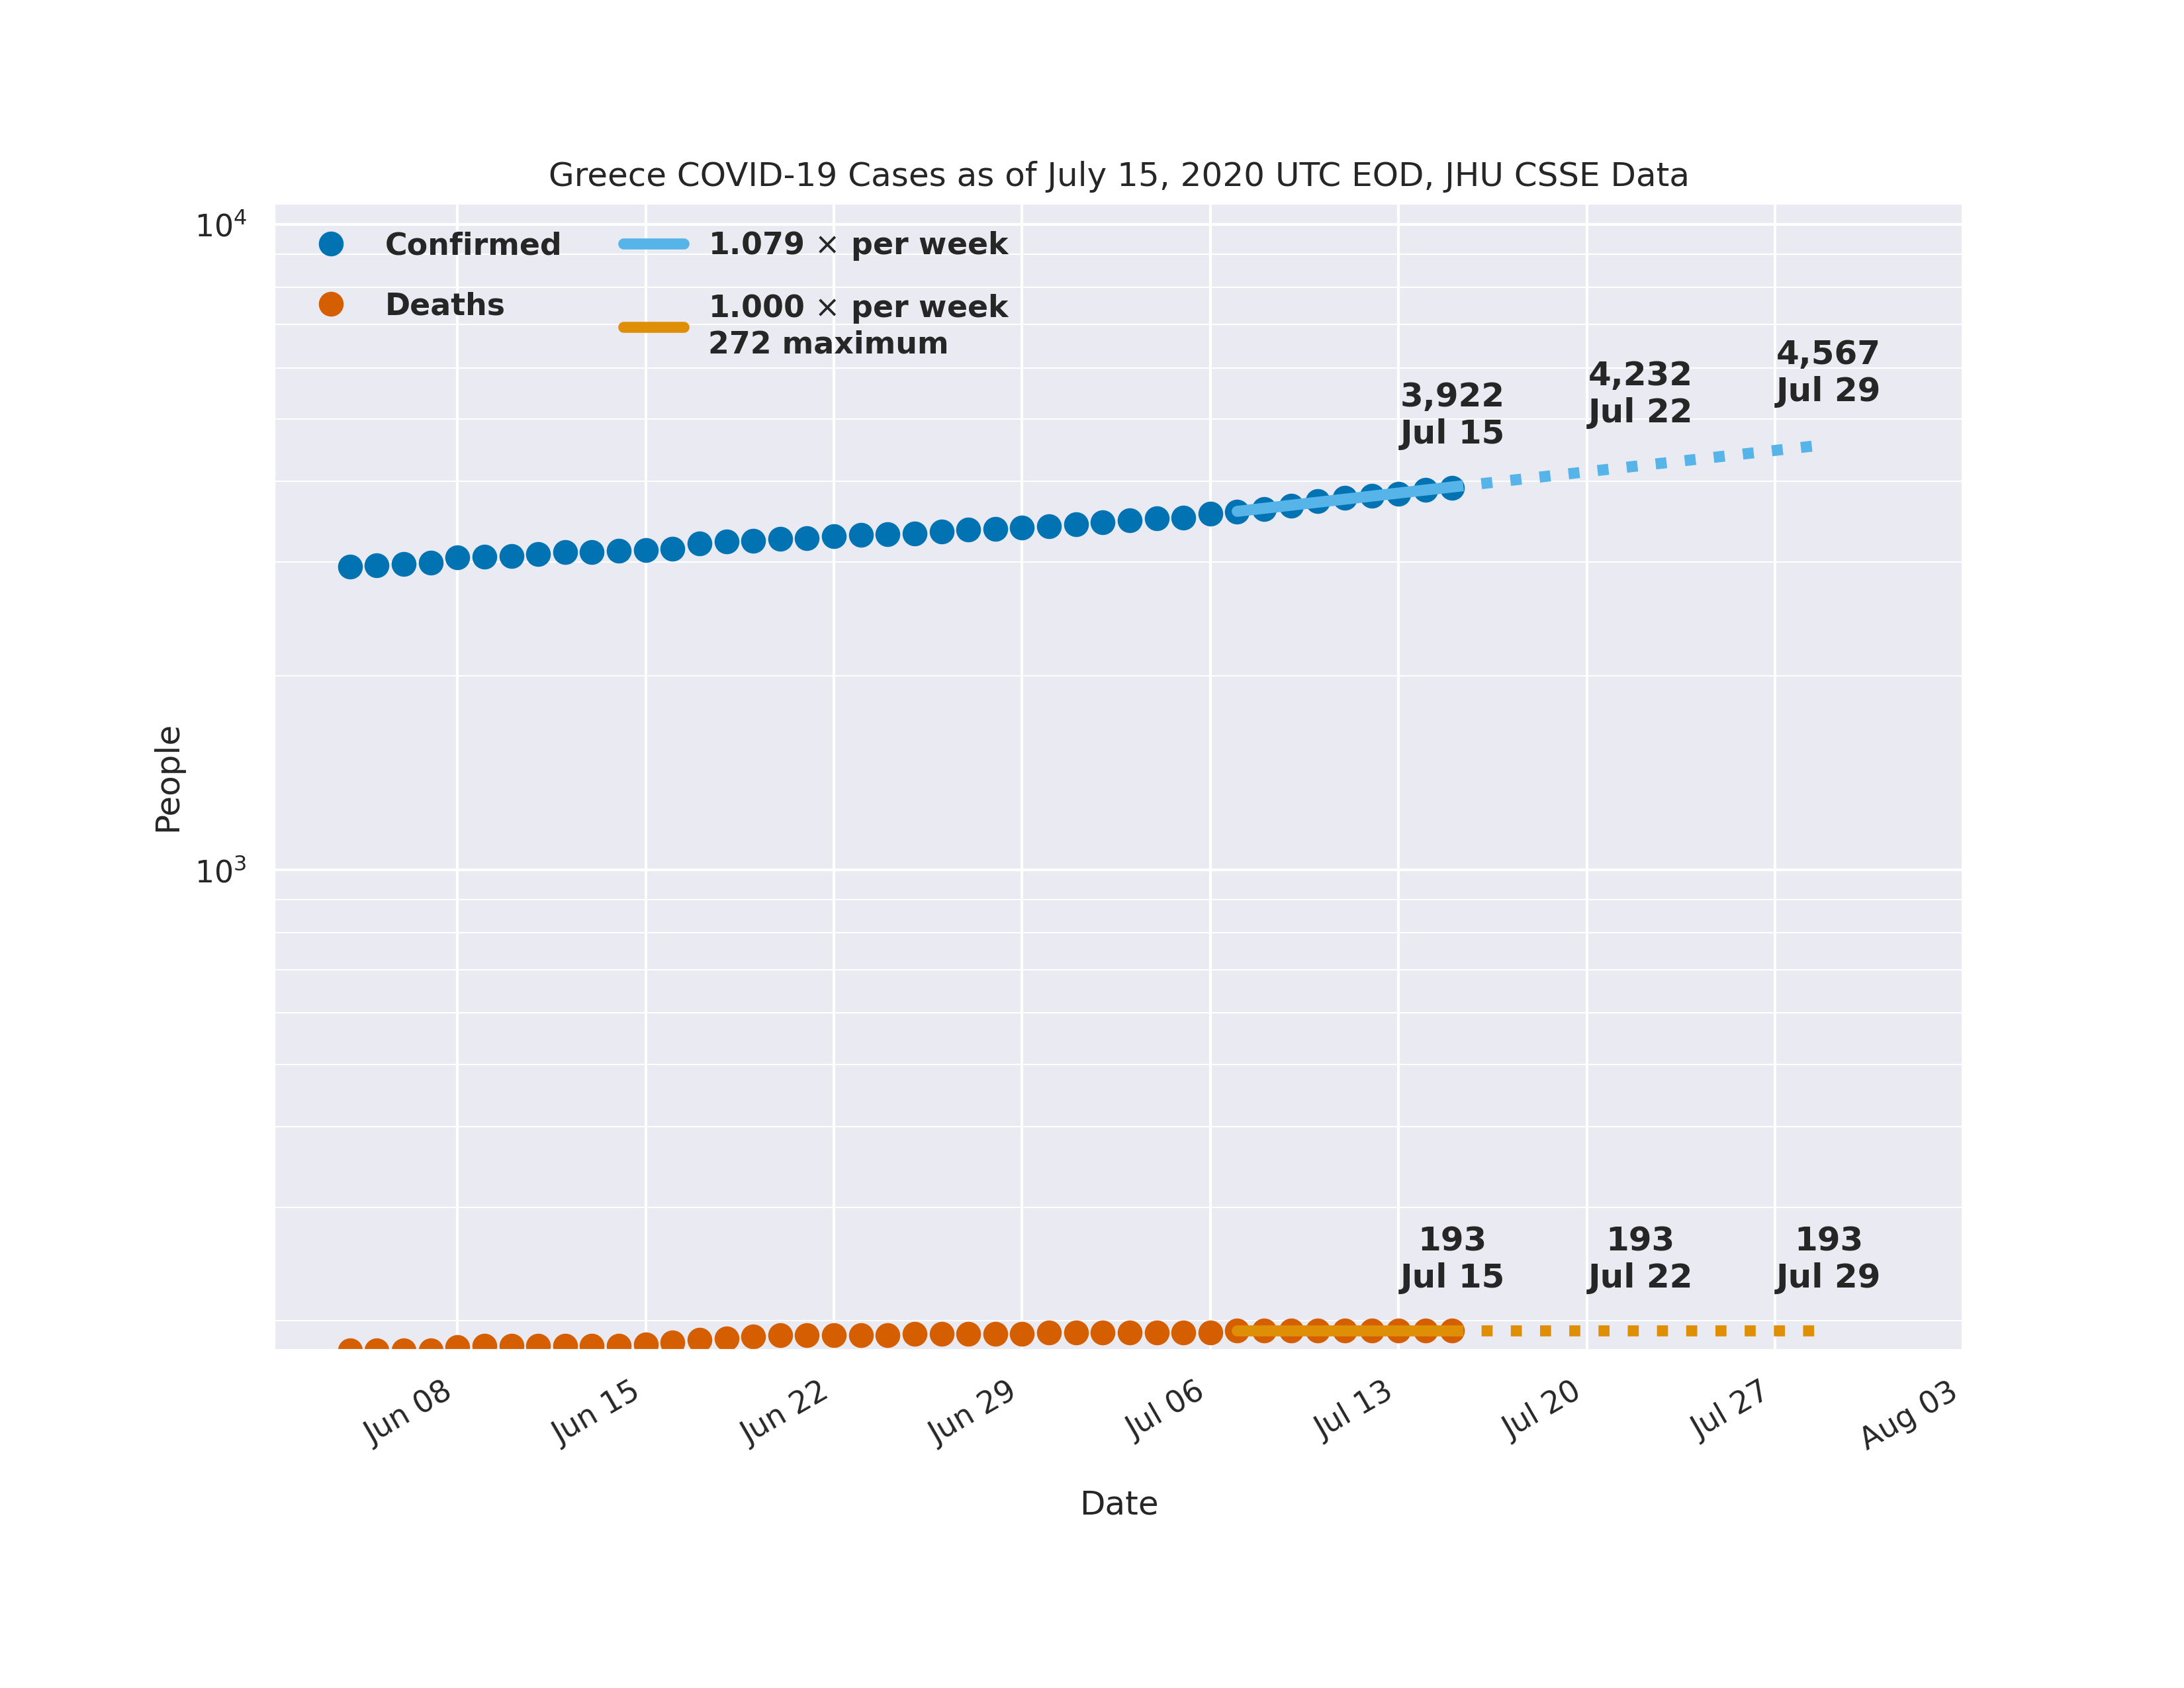 Greece COVID-19 Cases as of July 15, 2020 UTC EOD, JHU CSSE Data
10⁴
10³
People
Confirmed
Deaths
1.079 × per week
1.000 × per week
272 maximum
3,922
Jul 15
4,232
Jul 22
4,567
Jul 29
193
Jul 15
193
Jul 22
193
Jul 29
Jun 08
Jun 15
Jun 22
Jun 29
Jul 06
Jul 13
Jul 20
Jul 27
Aug 03
Date